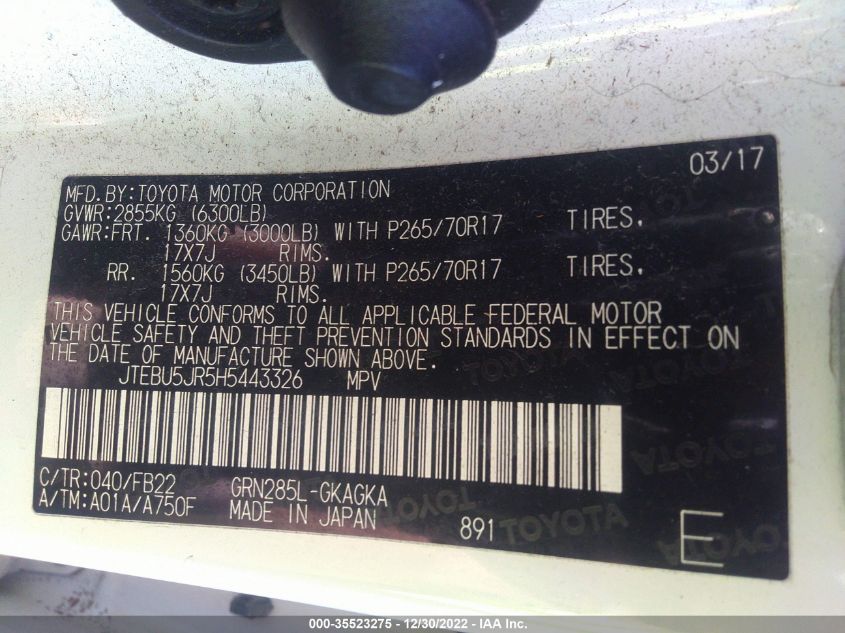 03/17
MFD.BY:TOYOTA MOTOR CORPORATION
GVWR:2855KG (6300LB)
GAWR:FRT. 1360KG (3000LB) WITH P265/70R17 TIRES.
17X7J RIMS.
RR. 1560KG (3450LB) WITH P265/70R17 TIRES.
17X7J RIMS.
THIS VEHICLE CONFORMS TO ALL APPLICABLE FEDERAL MOTOR
VEHICLE SAFETY AND THEFT PREVENTION STANDARDS IN EFFECT ON
THE DATE OF MANUFACTURE SHOWN ABOVE.
JTEBU5JR5H5443326 MPV
C/TR:040/FB22 GRN285L-GKAGKA
A/TM:A01A/A750F MADE IN JAPAN 891 TOYOTA E
000-35523275 - 12/30/2022 - IAA Inc.